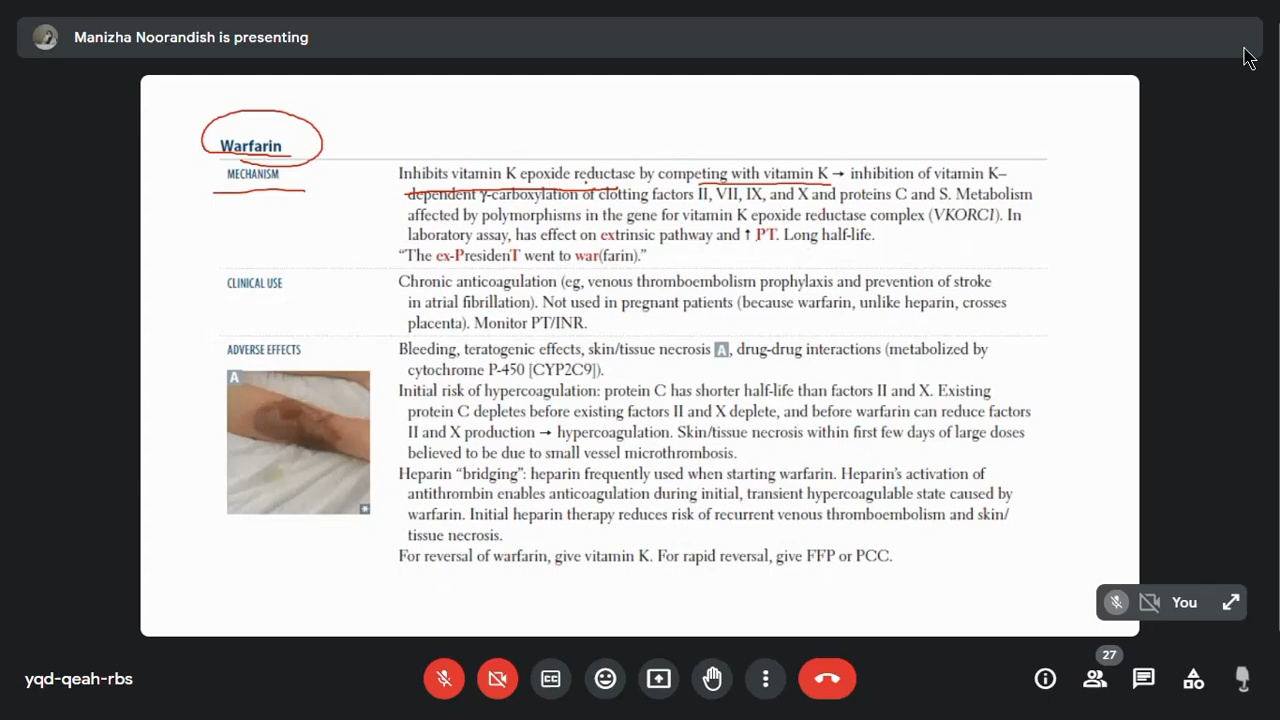 Manizha Noorandish is presenting
Warfarin
MECHANISM
Inhibits vitamin K epoxide reductase by competing with vitamin K → inhibition of vitamin K–
dependent γ-carboxylation of clotting factors II, VII, IX, and X and proteins C and S. Metabolism
affected by polymorphisms in the gene for vitamin K epoxide reductase complex (VKORC1). In
laboratory assay, has effect on extrinsic pathway and ↑ PT. Long half-life.
“The ex-PresidenT went to war(farin).”
CLINICAL USE
Chronic anticoagulation (eg, venous thromboembolism prophylaxis and prevention of stroke
in atrial fibrillation). Not used in pregnant patients (because warfarin, unlike heparin, crosses
placenta). Monitor PT/INR.
ADVERSE EFFECTS
Bleeding, teratogenic effects, skin/tissue necrosis A, drug-drug interactions (metabolized by
cytochrome P-450 [CYP2C9]).
A
Initial risk of hypercoagulation: protein C has shorter half-life than factors II and X. Existing
protein C depletes before existing factors II and X deplete, and before warfarin can reduce factors
II and X production → hypercoagulation. Skin/tissue necrosis within first few days of large doses
believed to be due to small vessel microthrombosis.
Heparin “bridging”: heparin frequently used when starting warfarin. Heparin’s activation of
antithrombin enables anticoagulation during initial, transient hypercoagulable state caused by
warfarin. Initial heparin therapy reduces risk of recurrent venous thromboembolism and skin/
tissue necrosis.
For reversal of warfarin, give vitamin K. For rapid reversal, give FFP or PCC.
You
yqd-qeah-rbs
CC
27